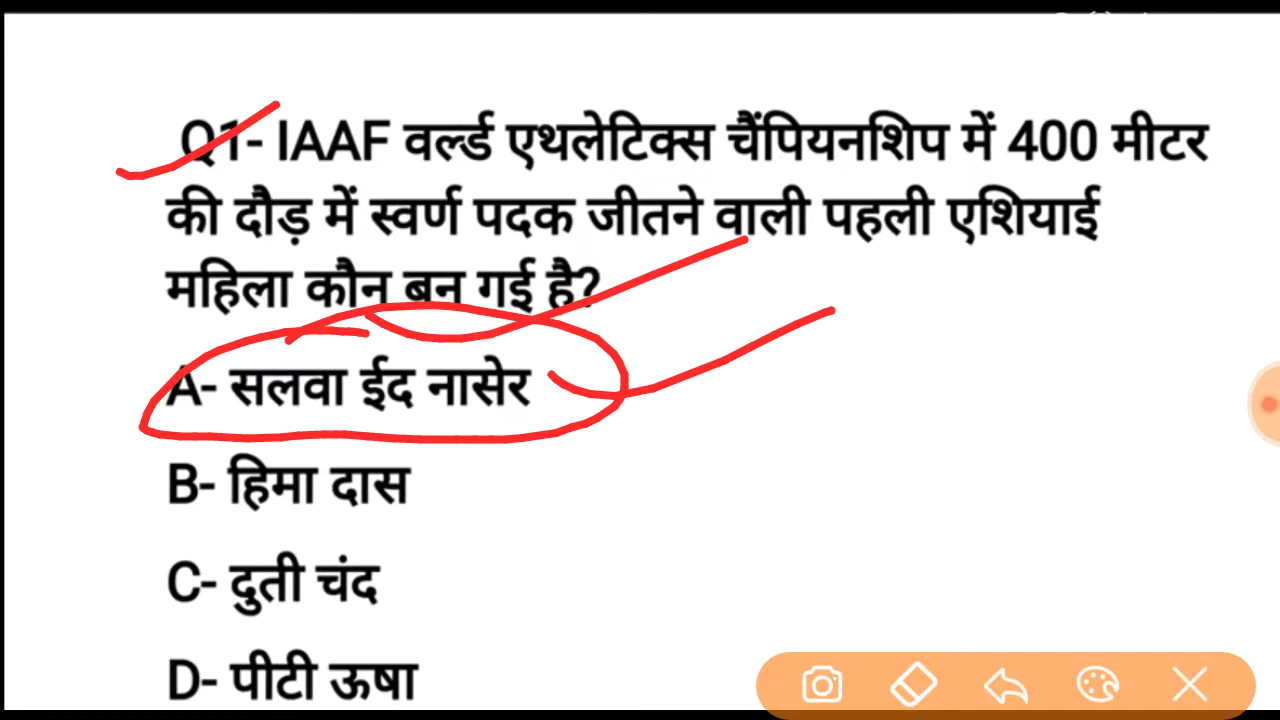 Q1- IAAF वर्ल्ड एथलेटिक्स चैंपियनशिप में 400 मीटर
की दौड़ में स्वर्ण पदक जीतने वाली पहली एशियाई
महिला कौन बन गई है?
A- सलवा ईद नासेर
B- हिमा दास
C- दुती चंद
D- पीटी ऊषा